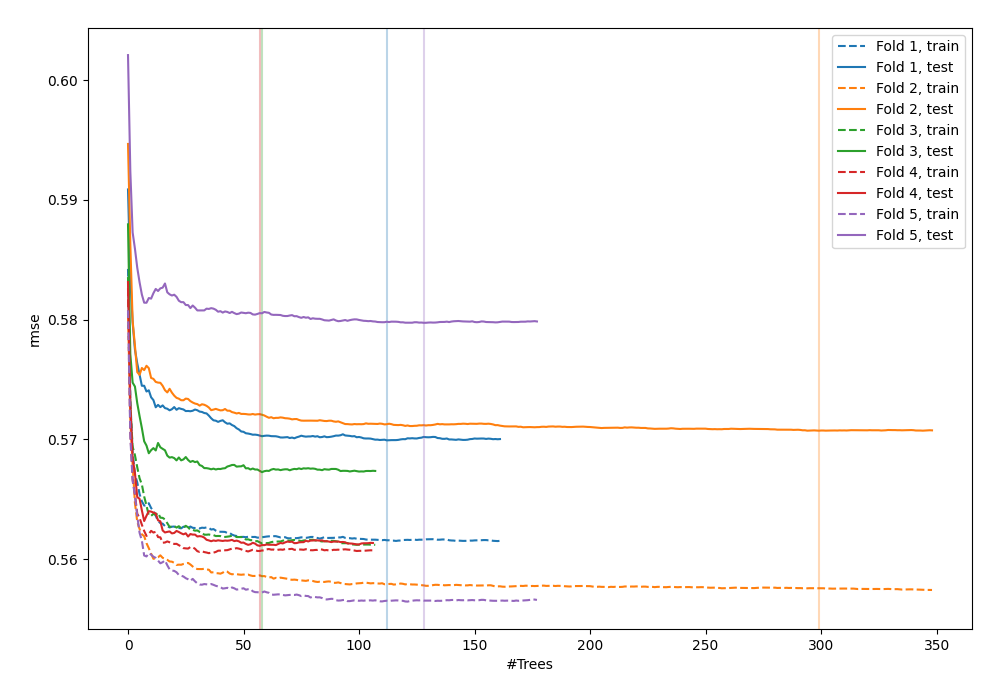 0.60
0.59
0.58
0.57
0.56
rmse
0
50
100
150
200
250
300
350
#Trees
Fold 1, train
Fold 1, test
Fold 2, train
Fold 2, test
Fold 3, train
Fold 3, test
Fold 4, train
Fold 4, test
Fold 5, train
Fold 5, test